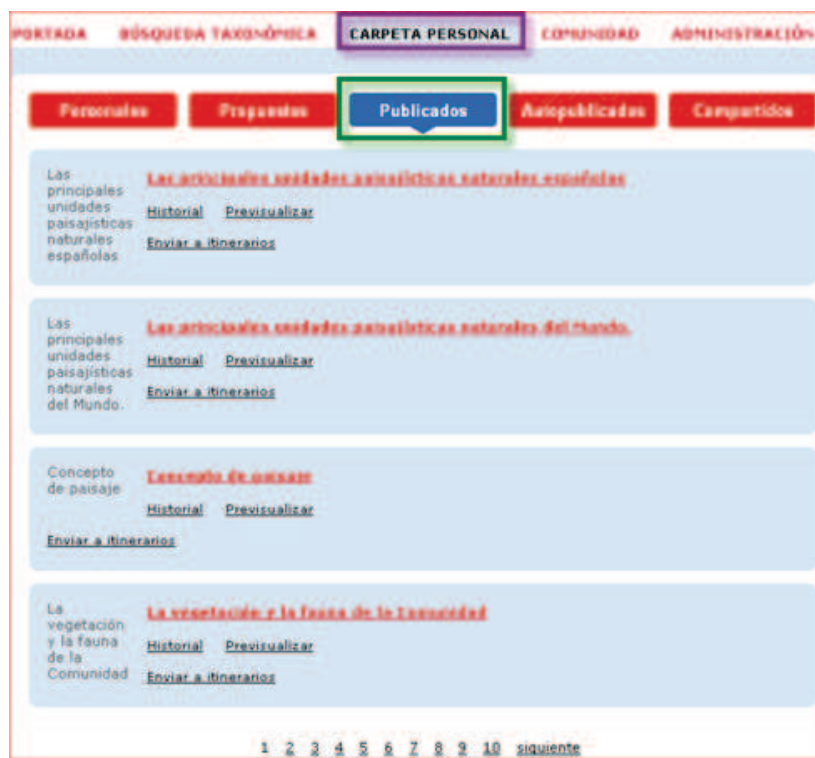 PORTADA BÚSQUEDA TAXONÓMICA CARPETA PERSONAL COMUNIDAD ADMINISTRACIÓN
Personales Propuestos Publicados Autopublicados Compartidos
Las
principales
unidades
paisajísticas
naturales
españolas
Las principales unidades paisajísticas naturales españolas
Historial Previsualizar
Enviar a itinerarios
Las
principales
unidades
paisajísticas
naturales
del Mundo.
Las principales unidades paisajísticas naturales del Mundo.
Historial Previsualizar
Enviar a itinerarios
Concepto
de paisaje
Concepto de paisaje
Historial Previsualizar
Enviar a itinerarios
La
vegetación
y la fauna
de la
Comunidad
La vegetación y la fauna de la Comunidad
Historial Previsualizar
Enviar a itinerarios
1 2 3 4 5 6 7 8 9 10 siguiente